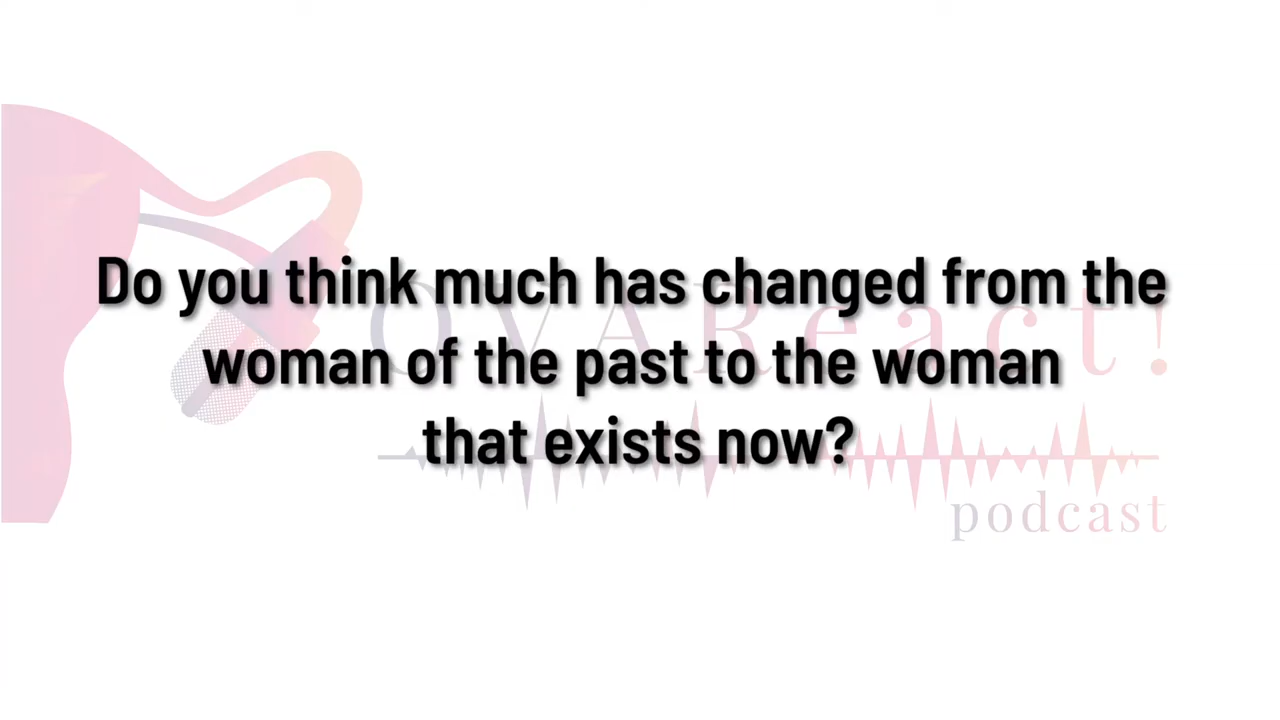 Do you think much has changed from the
woman of the past to the woman
that exists now?
OVAReact!
podcast